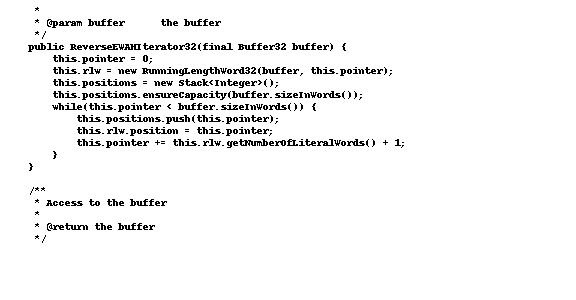 *
     * @param buffer      the buffer
     */
    public ReverseEWAHIterator32(final Buffer32 buffer) {
        this.pointer = 0;
        this.rlw = new RunningLengthWord32(buffer, this.pointer);
        this.positions = new Stack<Integer>();
        this.positions.ensureCapacity(buffer.sizeInWords());
        while(this.pointer < buffer.sizeInWords()) {
            this.positions.push(this.pointer);
            this.rlw.position = this.pointer;
            this.pointer += this.rlw.getNumberOfLiteralWords() + 1;
        }
    }

    /**
     * Access to the buffer
     *
     * @return the buffer
     */